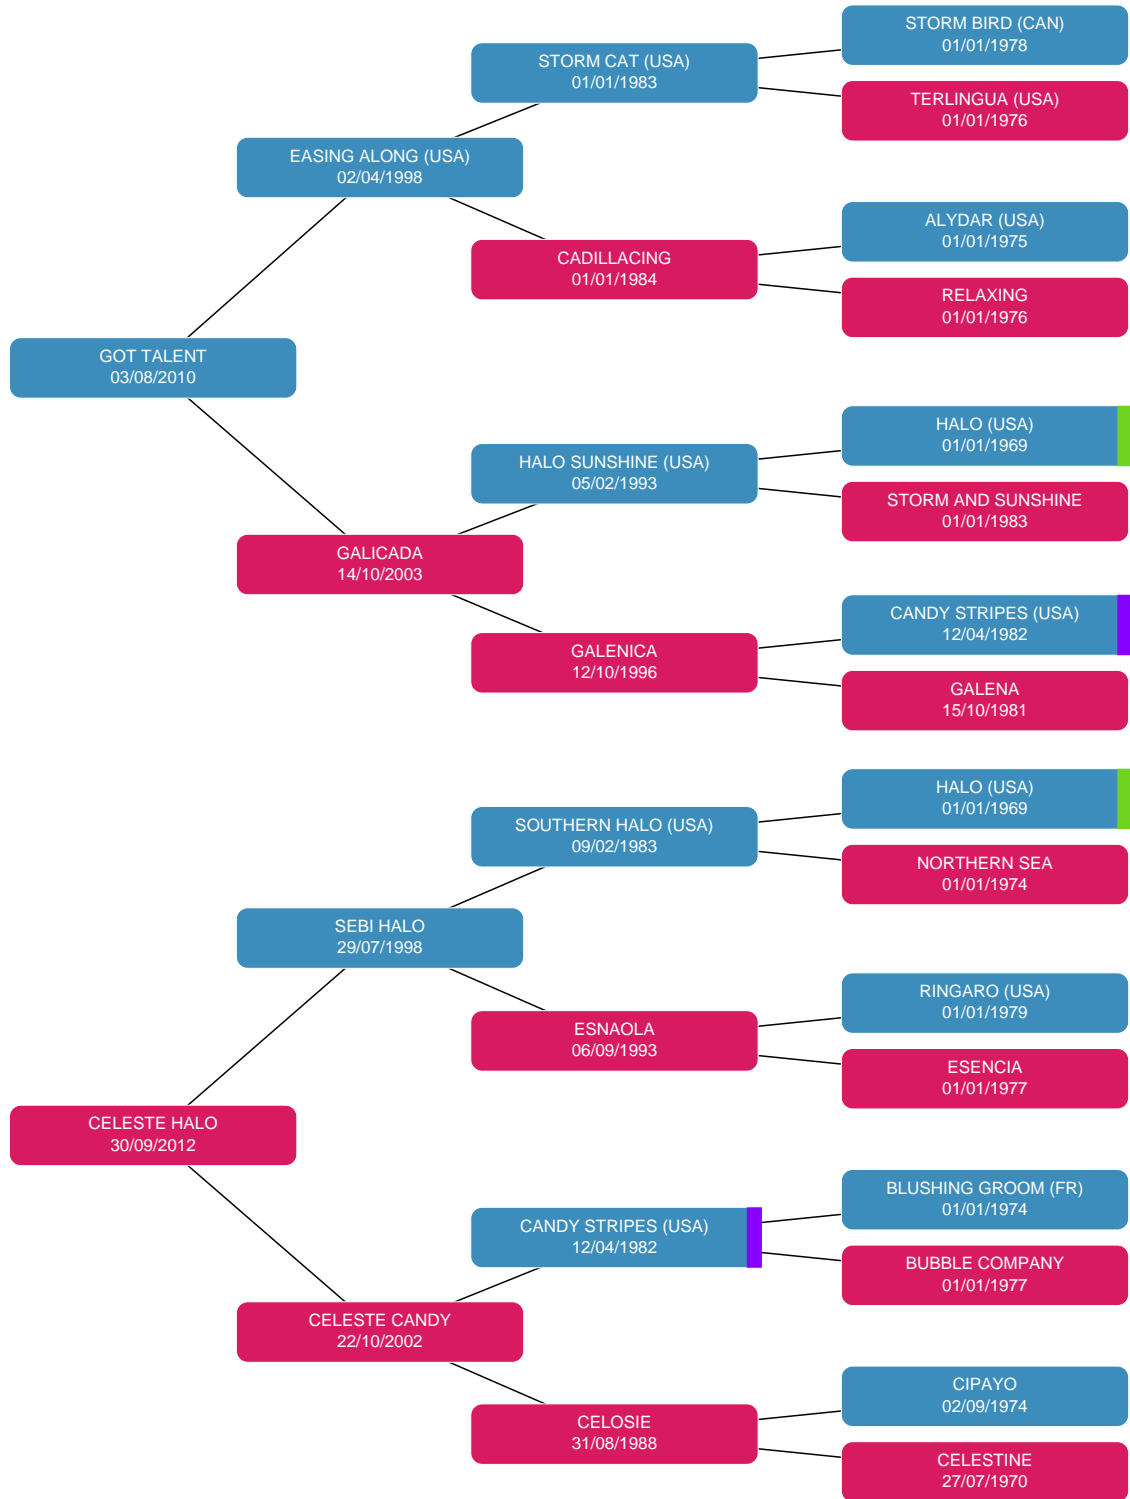 STORM BIRD (CAN)
01/01/1978
STORM CAT (USA)
01/01/1983
TERLINGUA (USA)
01/01/1976
EASING ALONG (USA)
02/04/1998
ALYDAR (USA)
01/01/1975
CADILLACING
01/01/1984
RELAXING
01/01/1976
GOT TALENT
03/08/2010
HALO (USA)
01/01/1969
HALO SUNSHINE (USA)
05/02/1993
STORM AND SUNSHINE
01/01/1983
GALICADA
14/10/2003
CANDY STRIPES (USA)
12/04/1982
GALENICA
12/10/1996
GALENA
15/10/1981
HALO (USA)
01/01/1969
SOUTHERN HALO (USA)
09/02/1983
NORTHERN SEA
01/01/1974
SEBI HALO
29/07/1998
RINGARO (USA)
01/01/1979
ESNAOLA
06/09/1993
ESENCIA
01/01/1977
CELESTE HALO
30/09/2012
BLUSHING GROOM (FR)
01/01/1974
CANDY STRIPES (USA)
12/04/1982
BUBBLE COMPANY
01/01/1977
CELESTE CANDY
22/10/2002
CIPAYO
02/09/1974
CELOSIE
31/08/1988
CELESTINE
27/07/1970